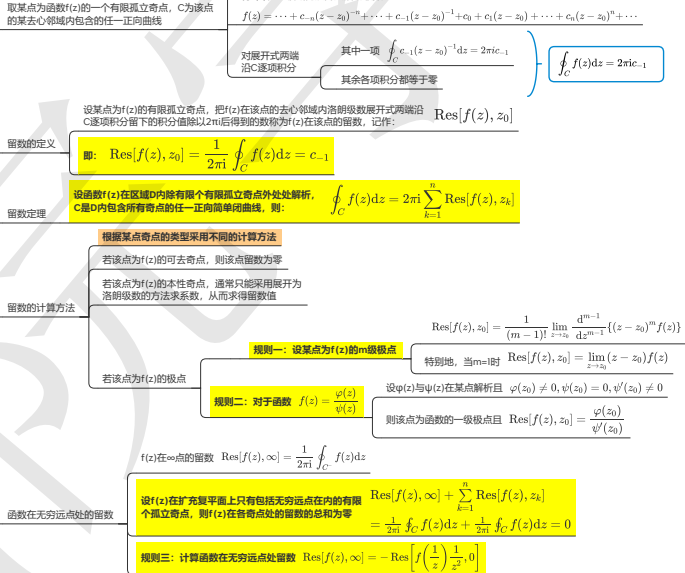 取某点为函数f(z)的一个有限孤立奇点，C为该点
的某去心邻域内包含的任一正向曲线
f(z) = ⋯ + c₋ₙ(z − z₀)⁻ⁿ + ⋯ + c₋₁(z − z₀)⁻¹+c₀ + c₁(z − z₀) + ⋯ + cₙ(z − z₀)ⁿ + ⋯
对展开式两端
沿C逐项积分
其中一项 ∮_C c₋₁(z − z₀)⁻¹dz = 2πic₋₁
其余各项积分都等于零
∮_C f(z)dz = 2πic₋₁
留数的定义
设某点为f(z)的有限孤立奇点，把f(z)在该点的去心邻域内洛朗级数展开式两端沿
C逐项积分留下的积分值除以2πi后得到的数称为f(z)在该点的留数，记作： Res[f(z), z₀]
即： Res[f(z), z₀] = \frac{1}{2πi} ∮_C f(z)dz = c₋₁
留数定理
设函数f(z)在区域D内除有限个有限孤立奇点外处处解析，
C是D内包含所有奇点的任一正向简单闭曲线，则： ∮_C f(z)dz = 2πi \sum_{k=1}^{n} Res[f(z), z_k]
留数的计算方法
根据某点奇点的类型采用不同的计算方法
若该点为f(z)的可去奇点，则该点留数为零
若该点为f(z)的本性奇点，通常只能采用展开为
洛朗级数的方法求系数，从而求得留数值
若该点为f(z)的极点
规则一：设某点为f(z)的m级极点
Res[f(z), z₀] = \frac{1}{(m − 1)!} \lim_{z→z₀} \frac{d^{m−1}}{dz^{m−1}}{(z − z₀)^m f(z)}
特别地，当m=1时 Res[f(z), z₀] = \lim_{z→z₀}(z − z₀)f(z)
规则二：对于函数 f(z) = \frac{φ(z)}{ψ(z)}
设φ(z)与ψ(z)在某点解析且 φ(z₀) ≠ 0, ψ(z₀) = 0, ψ′(z₀) ≠ 0
则该点为函数的一级极点且 Res[f(z), z₀] = \frac{φ(z₀)}{ψ′(z₀)}
函数在无穷远点处的留数
f(z)在∞点的留数 Res[f(z), ∞] = \frac{1}{2πi} ∮_{C⁻} f(z)dz
设f(z)在扩充复平面上只有包括无穷远点在内的有限
个孤立奇点，则f(z)在各奇点处的留数的总和为零
Res[f(z), ∞] + \sum_{k=1}^{n} Res[f(z), z_k]
= \frac{1}{2πi} ∮_C f(z)dz + \frac{1}{2πi} ∮_C f(z)dz = 0
规则三：计算函数在无穷远点处留数 Res[f(z), ∞] = − Res[f(\frac{1}{z})\frac{1}{z²}, 0]